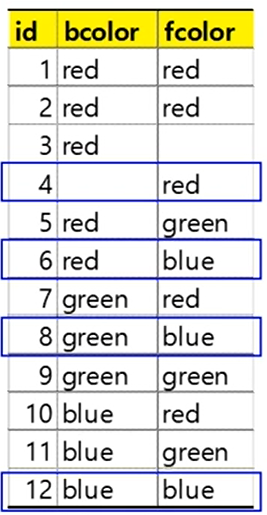 id bcolor fcolor
1 red red
2 red red
3 red
4 red
5 red green
6 red blue
7 green red
8 green blue
9 green green
10 blue red
11 blue green
12 blue blue